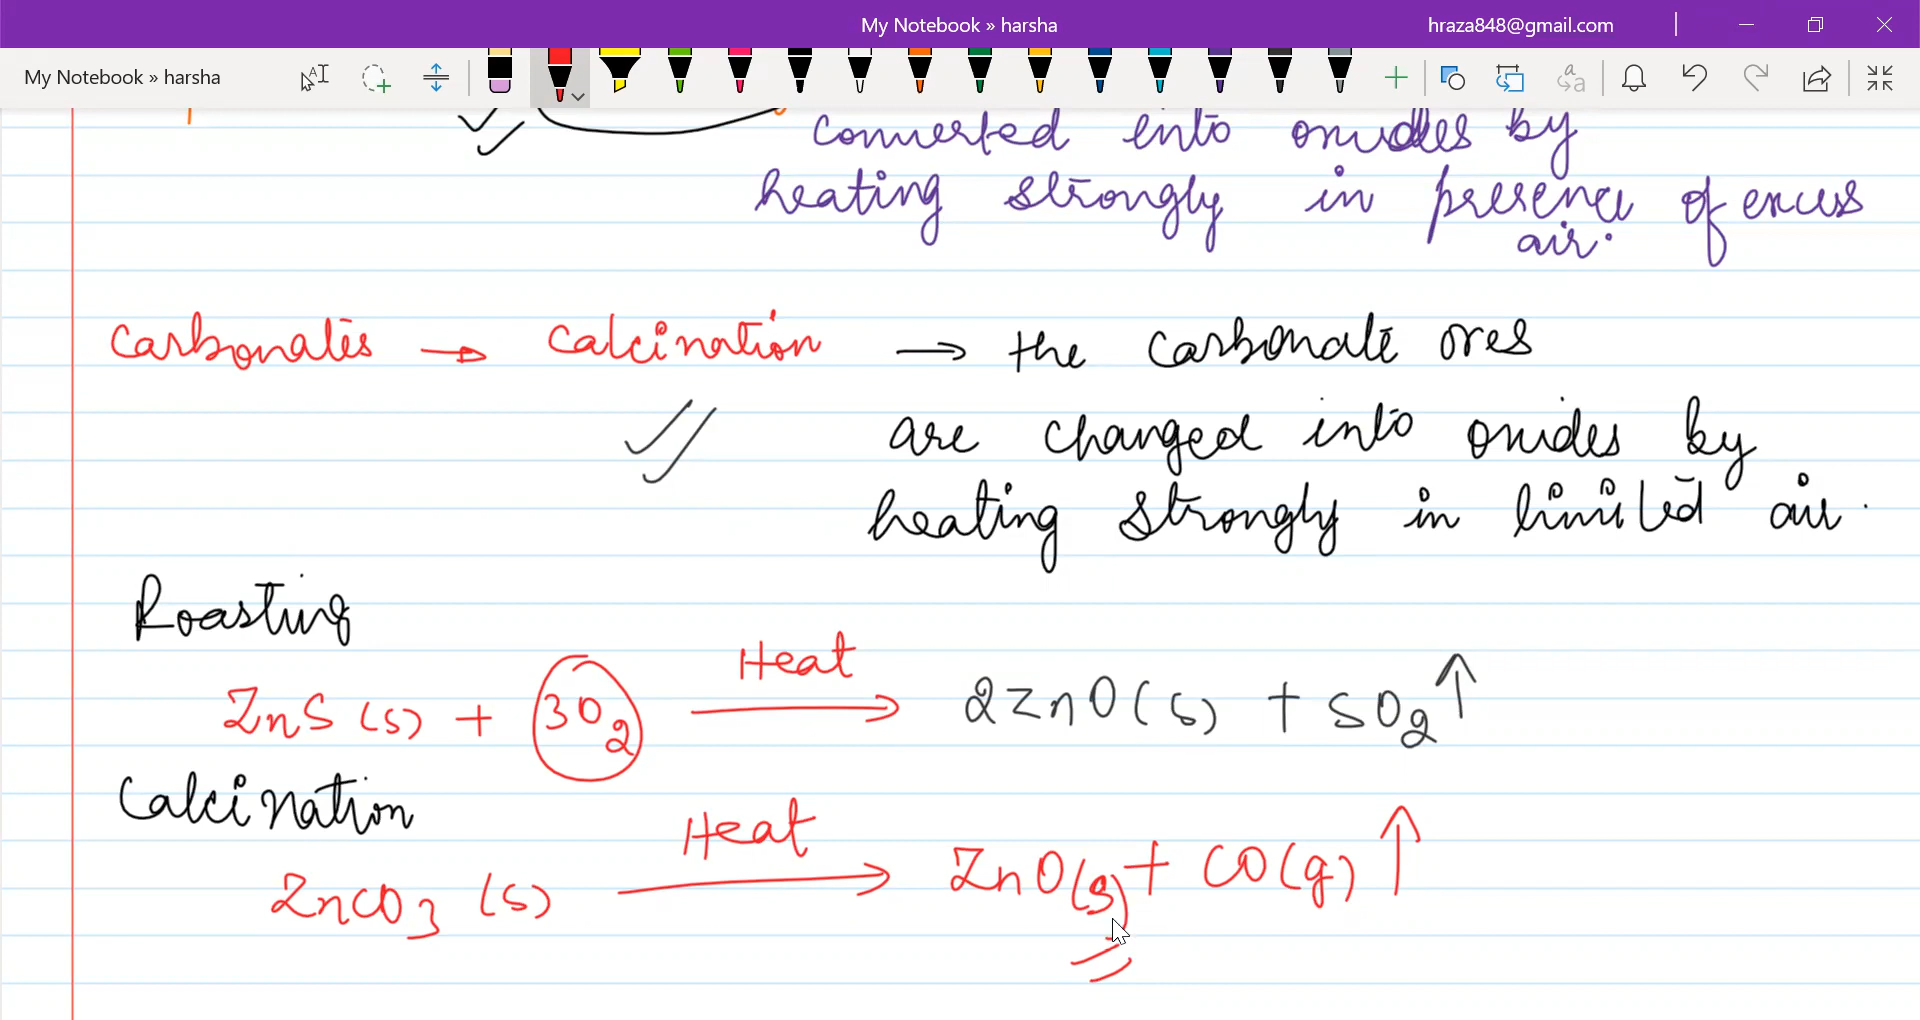 My Notebook » harsha
hraza848@gmail.com
My Notebook » harsha
converted into oxides by
heating strongly in presence of excess
air.
Carbonates → Calcination → the carbonate ores
are changed into oxides by
heating strongly in limited air.
Roasting
ZnS (s) + 3O₂ Heat → 2ZnO(s) + SO₂ ↑
Calcination
ZnCO₃ (s) Heat → ZnO(s) + CO(g) ↑